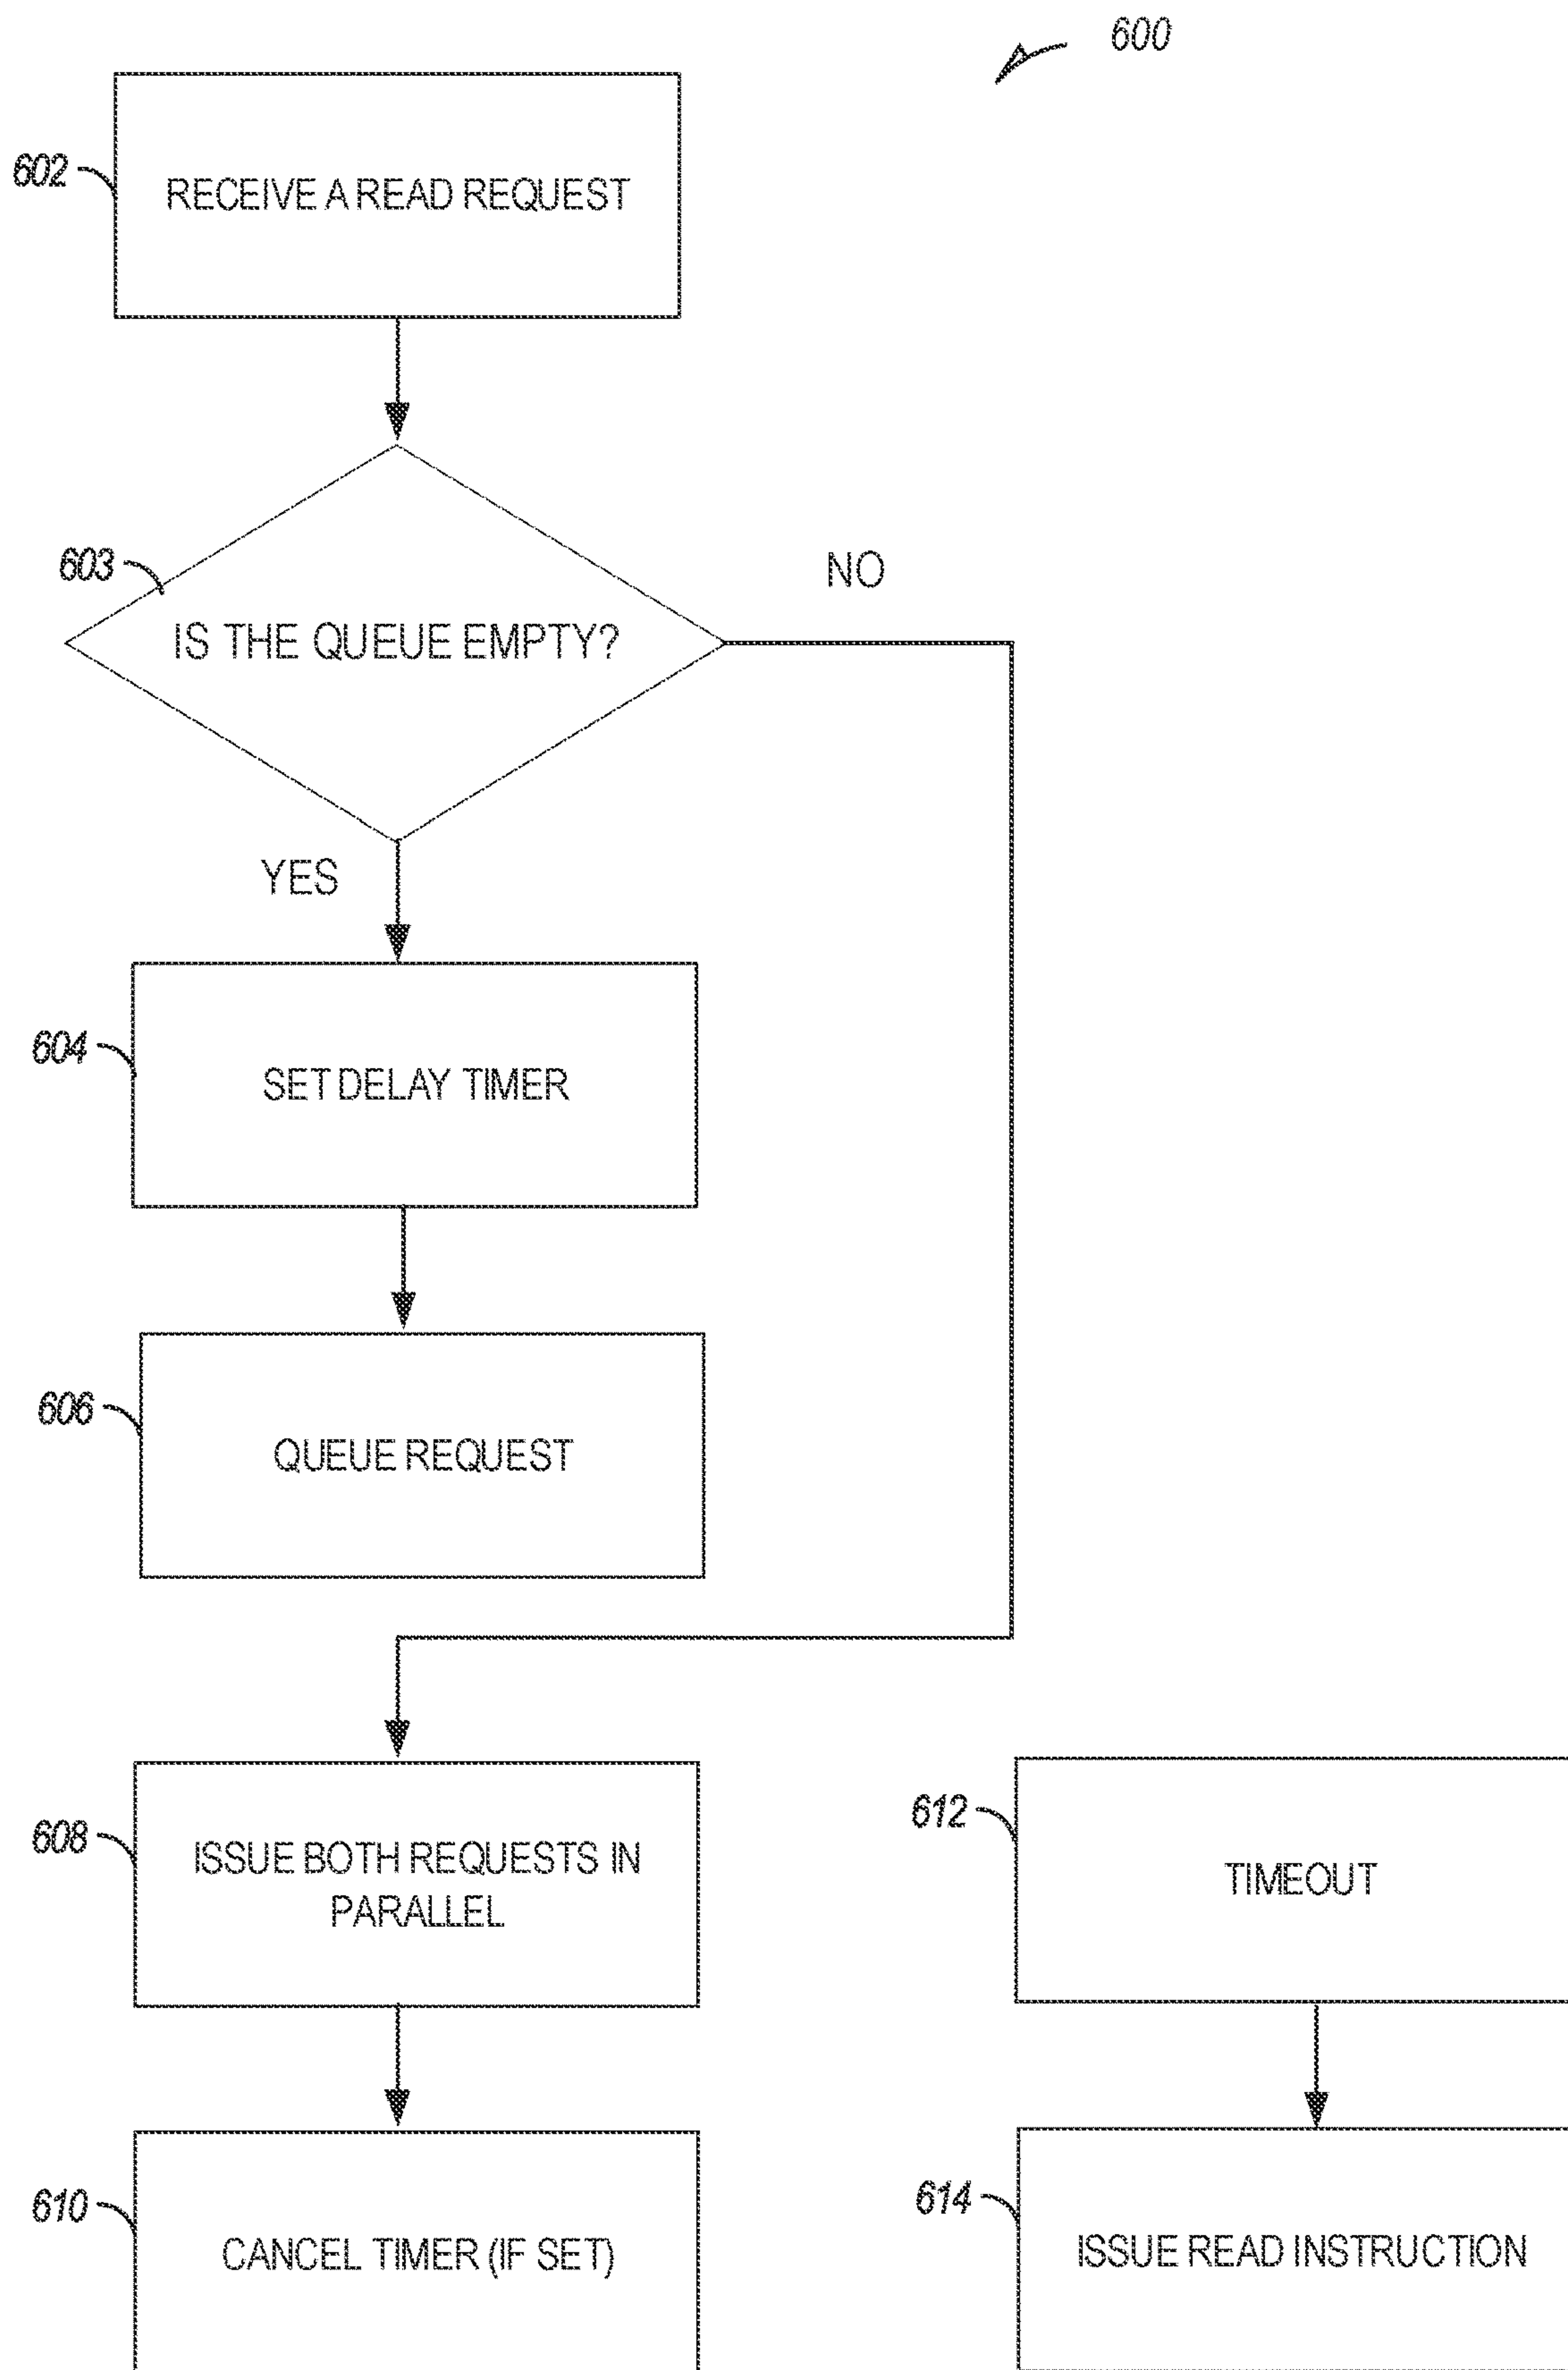 600
602
RECEIVE A READ REQUEST
603
NO
IS THE QUEUE EMPTY?
YES
604
SET DELAY TIMER
606
QUEUE REQUEST
608
ISSUE BOTH REQUESTS IN
PARALLEL
612
TIMEOUT
610
CANCEL TIMER (IF SET)
614
ISSUE READ INSTRUCTION